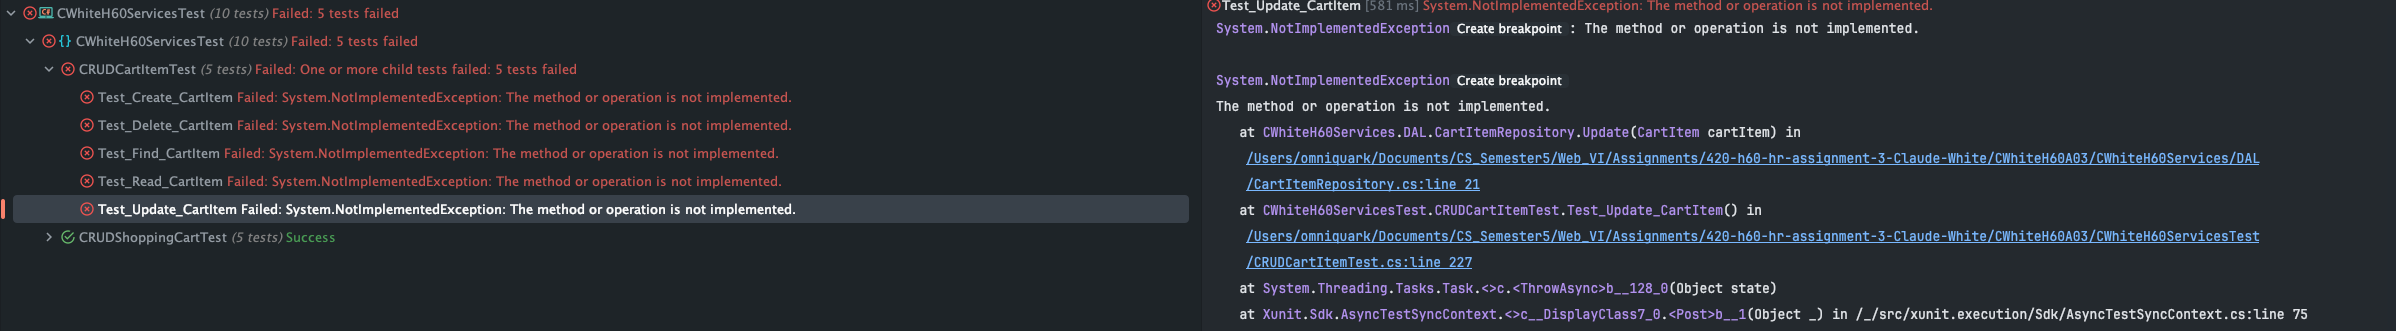 CWhiteH60ServicesTest (10 tests) Failed: 5 tests failed
CWhiteH60ServicesTest (10 tests) Failed: 5 tests failed
CRUDCartItemTest (5 tests) Failed: One or more child tests failed: 5 tests failed
Test_Create_CartItem Failed: System.NotImplementedException: The method or operation is not implemented.
Test_Delete_CartItem Failed: System.NotImplementedException: The method or operation is not implemented.
Test_Find_CartItem Failed: System.NotImplementedException: The method or operation is not implemented.
Test_Read_CartItem Failed: System.NotImplementedException: The method or operation is not implemented.
Test_Update_CartItem Failed: System.NotImplementedException: The method or operation is not implemented.
CRUDShoppingCartTest (5 tests) Success
Test_Update_CartItem [581 ms] System.NotImplementedException: The method or operation is not implemented.
System.NotImplementedException Create breakpoint : The method or operation is not implemented.
System.NotImplementedException Create breakpoint
The method or operation is not implemented.
at CWhiteH60Services.DAL.CartItemRepository.Update(CartItem cartItem) in
/Users/omniquark/Documents/CS_Semester5/Web_VI/Assignments/420-h60-hr-assignment-3-Claude-White/CWhiteH60A03/CWhiteH60Services/DAL
/CartItemRepository.cs:line 21
at CWhiteH60ServicesTest.CRUDCartItemTest.Test_Update_CartItem() in
/Users/omniquark/Documents/CS_Semester5/Web_VI/Assignments/420-h60-hr-assignment-3-Claude-White/CWhiteH60A03/CWhiteH60ServicesTest
/CRUDCartItemTest.cs:line 227
at System.Threading.Tasks.Task.<>c.<ThrowAsync>b__128_0(Object state)
at Xunit.Sdk.AsyncTestSyncContext.<>c__DisplayClass7_0.<Post>b__1(Object _) in /_/src/xunit.execution/Sdk/AsyncTestSyncContext.cs:line 75